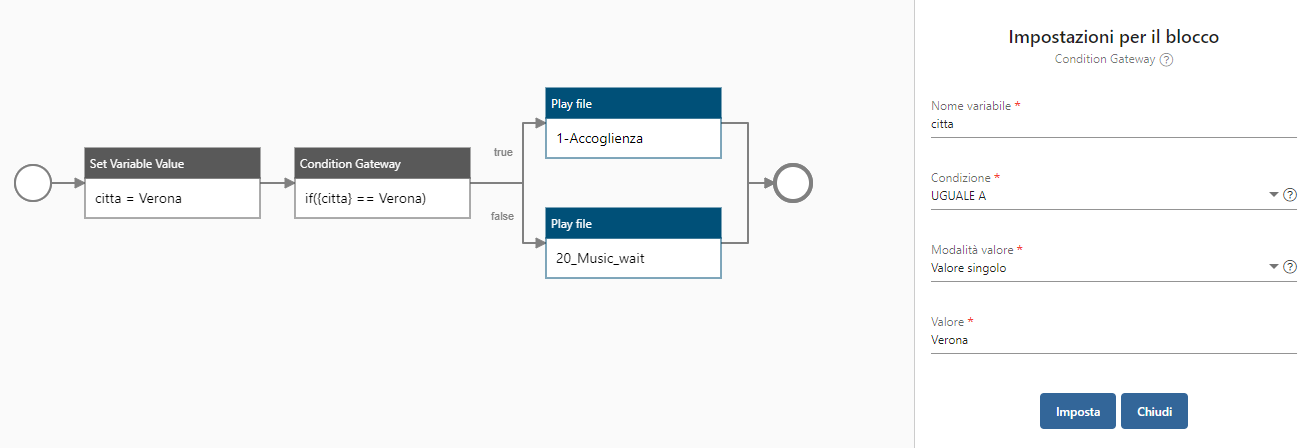 Set Variable Value
citta = Verona
Condition Gateway
if({citta} == Verona)
true
false
Play file
1-Accoglienza
Play file
20_Music_wait
Impostazioni per il blocco
Condition Gateway ?
Nome variabile *
citta
Condizione *
UGUALE A ?
Modalità valore *
Valore singolo ?
Valore *
Verona
Imposta Chiudi